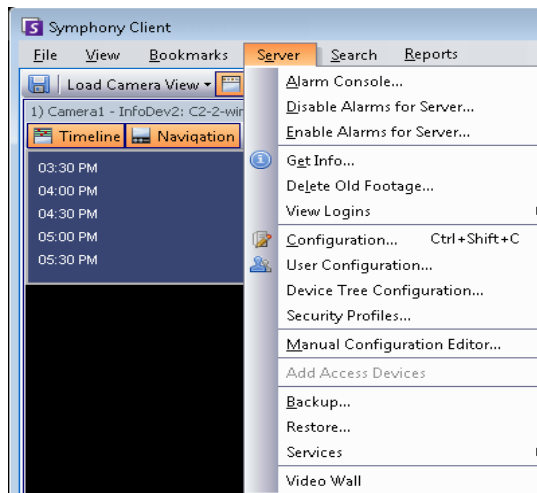 Symphony Client
File View Bookmarks Server Search Reports
Load Camera View
1) Camera1 - InfoDev2: C2-2-wir
Timeline Navigation
03:30 PM
04:00 PM
04:30 PM
05:00 PM
05:30 PM
Alarm Console...
Disable Alarms for Server...
Enable Alarms for Server...
Get Info...
Delete Old Footage...
View Logins
Configuration... Ctrl+Shift+C
User Configuration...
Device Tree Configuration...
Security Profiles...
Manual Configuration Editor...
Add Access Devices
Backup...
Restore...
Services
Video Wall